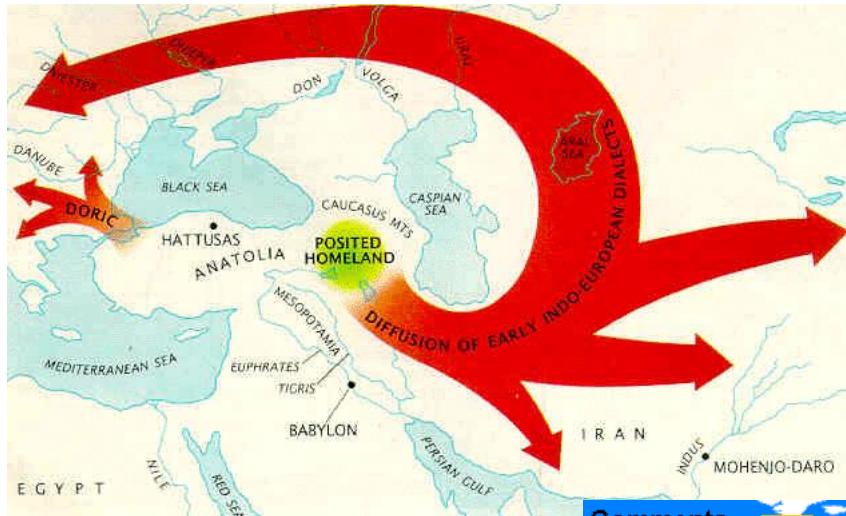 DNIEPER
DNIESTER
DON
VOLGA
URAL
DANUBE
BLACK SEA
CASPIAN
SEA
ARAL
SEA
DORIC
HATTUSAS
ANATOLIA
CAUCASUS MTS
POSITED
HOMELAND
DIFFUSION OF EARLY INDO-EUROPEAN DIALECTS
MESOPOTAMIA
MEDITERRANEAN SEA
EUPHRATES
TIGRIS
BABYLON
IRAN
INDUS
MOHENJO-DARO
PERSIAN GULF
EGYPT
NILE
RED SEA
Comments